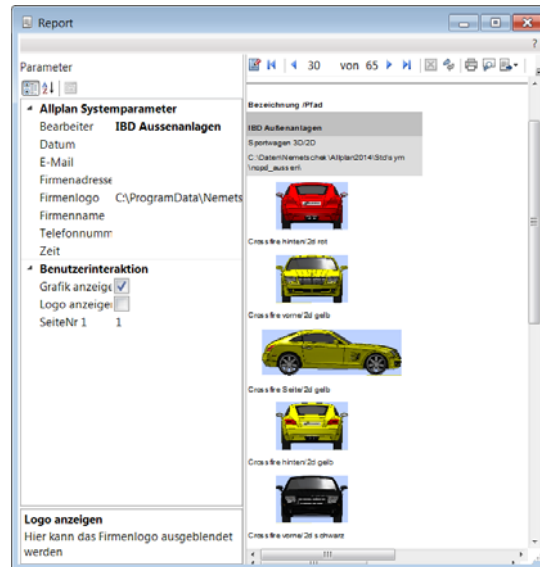 Report
?
Parameter
30 von 65
Allplan Systemparameter
Bearbeiter IBD Aussenanlagen
Datum
E-Mail
Firmenadresse
Firmenlogo C:\ProgramData\Nemets
Firmenname
Telefonnumm
Zeit
Benutzerinteraktion
Grafik anzeige
Logo anzeigen
SeiteNr 1 1
Logo anzeigen
Hier kann das Firmenlogo ausgeblendet
werden
Bezeichnung /Pfad
IBD Außenanlagen
Sportwagen 3D/2D
C:\Daten\Nemetschek\Allplan2014\Std\sym
\nopd_aussen\
Crossfire hinten/2d rot
Crossfire vorne/2d gelb
Crossfire Seite/2d gelb
Crossfire hinten/2d gelb
Crossfire vorne/2d schwarz